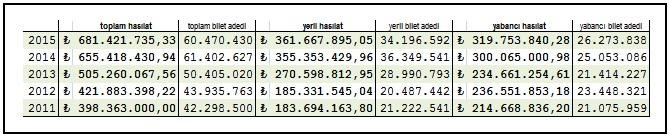 toplam hasılat toplam bilet adedi yerli hasılat yerli bilet adedi yabancı hasılat yabancı bilet adedi
2015 ₺ 681.421.735,33 60.470.430 ₺ 361.667.895,05 34.196.592 ₺ 319.753.840,28 26.273.838
2014 ₺ 655.418.430,94 61.402.627 ₺ 355.353.429,96 36.349.541 ₺ 300.065.000,98 25.053.086
2013 ₺ 505.260.067,56 50.405.020 ₺ 270.598.812,95 28.990.793 ₺ 234.661.254,61 21.414.227
2012 ₺ 421.883.398,22 43.935.763 ₺ 185.331.545,04 20.487.442 ₺ 236.551.853,18 23.448.321
2011 ₺ 398.363.000,00 42.298.500 ₺ 183.694.163,80 21.222.541 ₺ 214.668.836,20 21.075.959